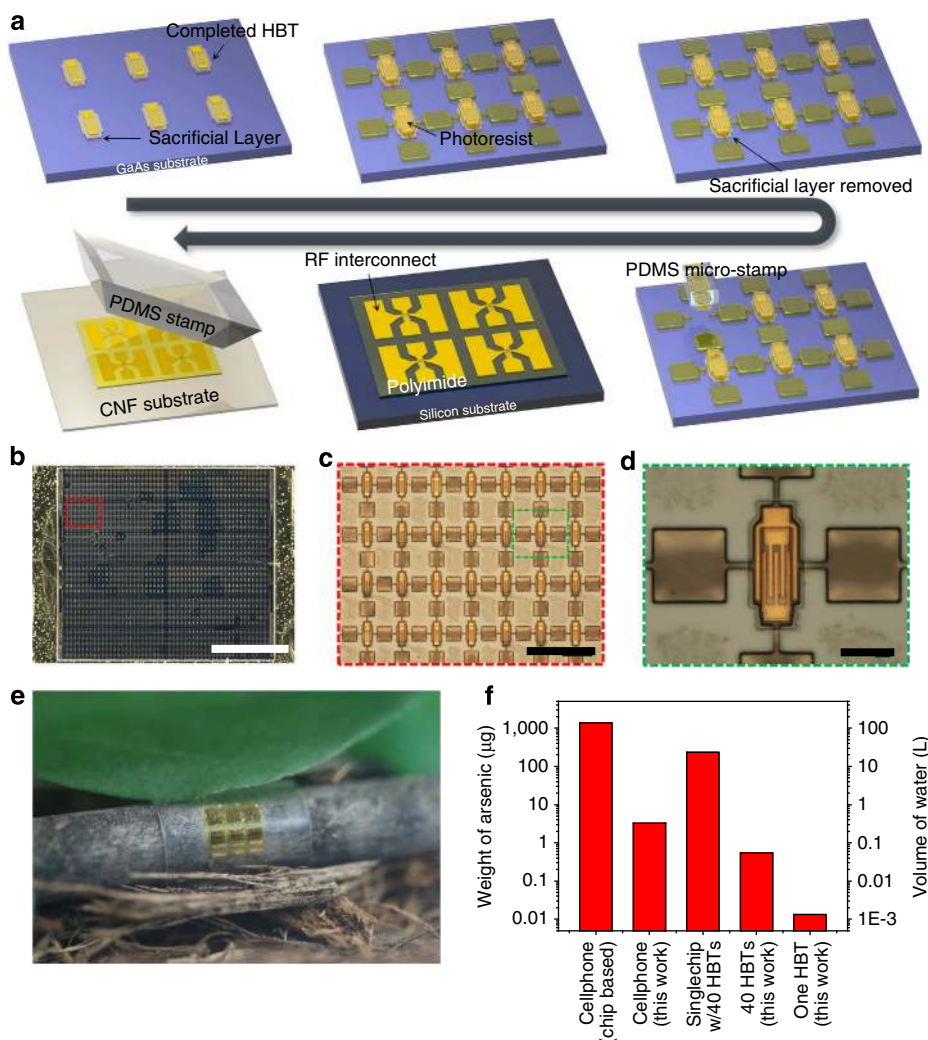 a
Completed HBT
Sacrificial Layer
GaAs substrate
Photoresist
Sacrificial layer removed
RF interconnect
PDMS micro-stamp
PDMS stamp
CNF substrate
Polyimide
Silicon substrate
b
c
d
e
f
Weight of arsenic (µg)
1,000
100
10
1
0.1
0.01
Volume of water (L)
100
10
1
0.1
0.01
1E-3
Cellphone
(chip based)
Cellphone
(this work)
Singlechip
w/40 HBTs
40 HBTs
(this work)
One HBT
(this work)